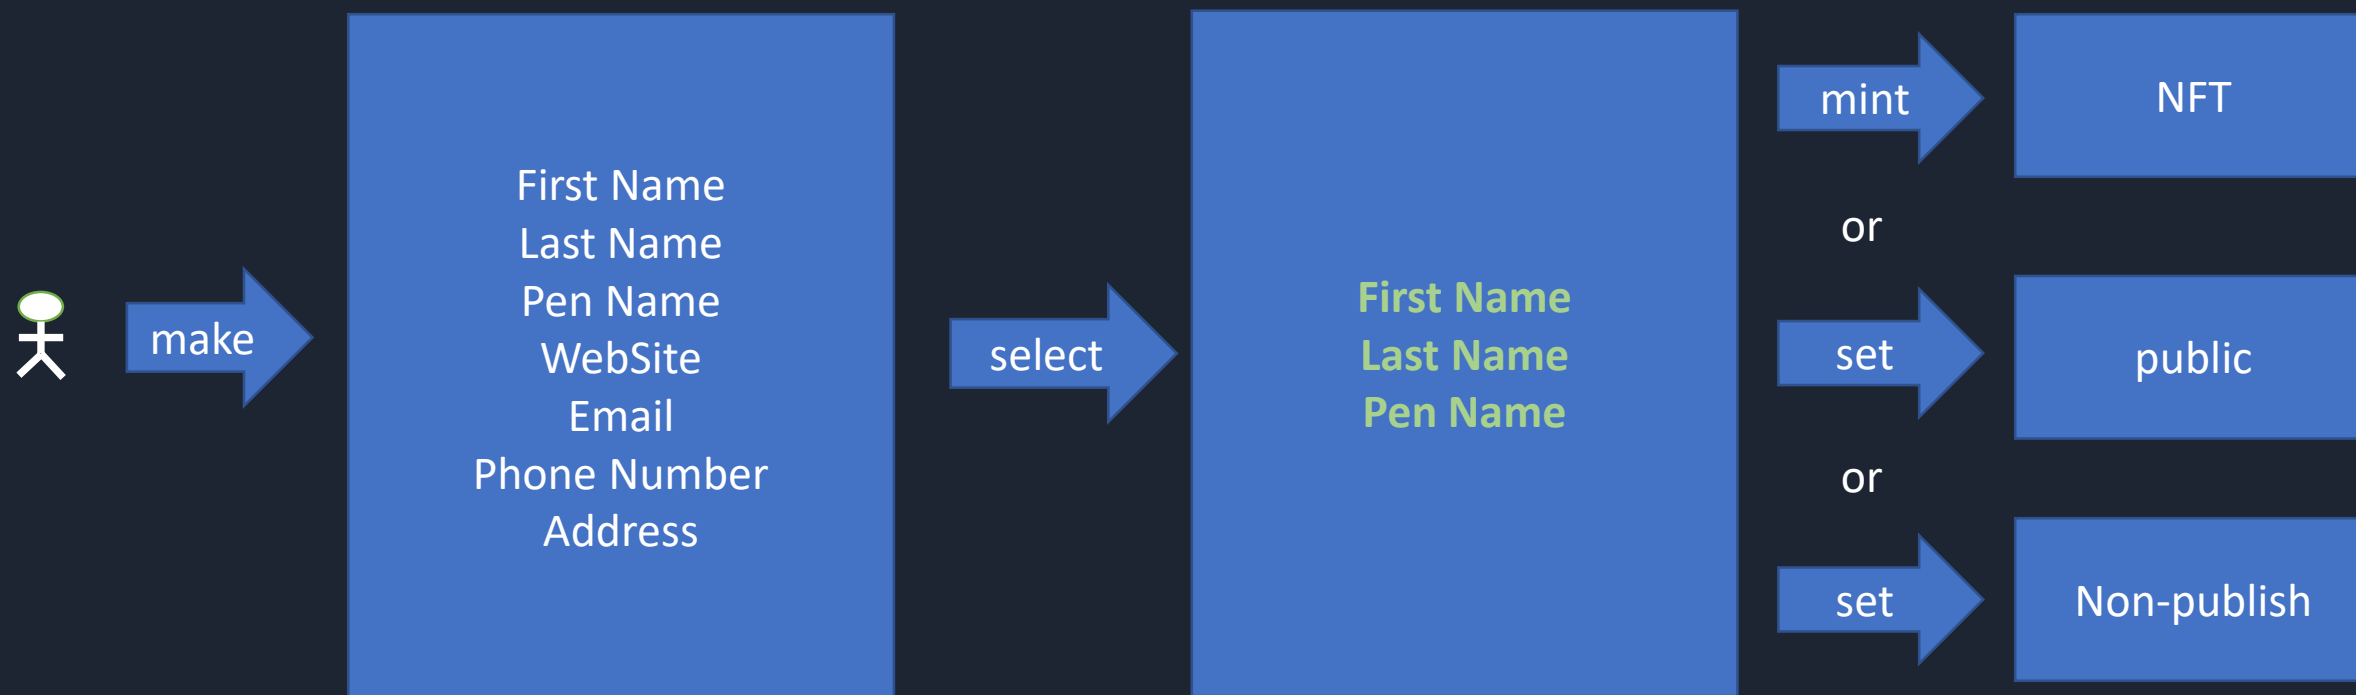 make
First Name
Last Name
Pen Name
WebSite
Email
Phone Number
Address
select
First Name
Last Name
Pen Name
mint
NFT
or
set
public
or
set
Non-publish